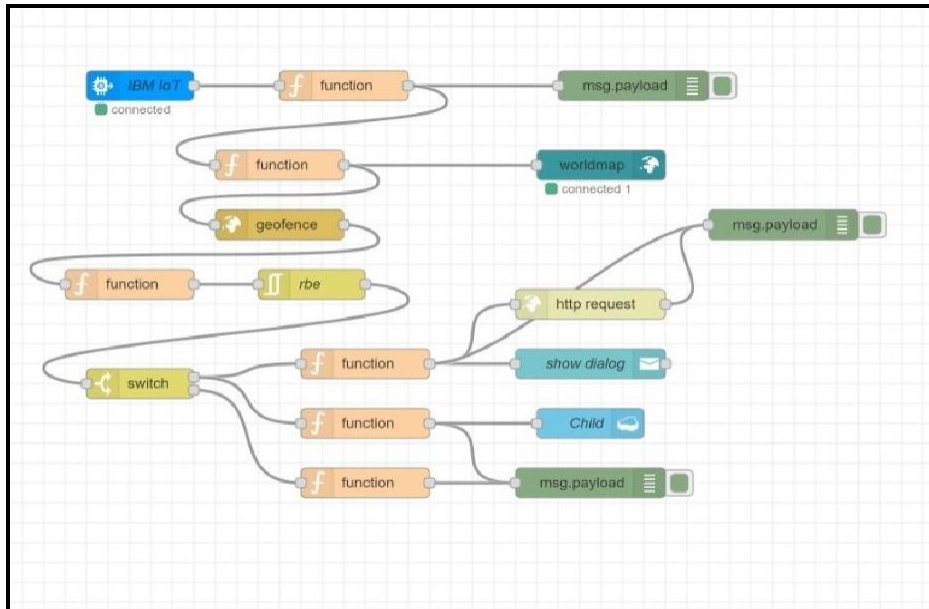 IBM IoT
function
msg.payload
connected
function
worldmap
connected 1
geofence
msg.payload
function
rbe
http request
function
show dialog
switch
function
Child
function
msg.payload